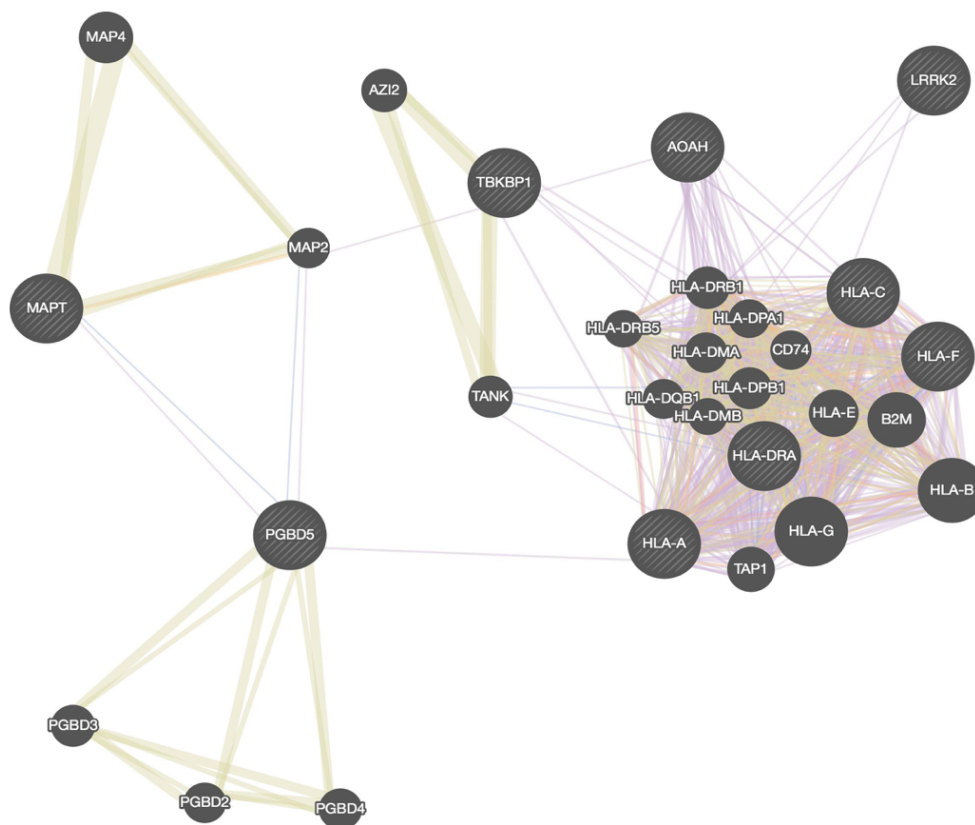 MAP4
LRRK2
AZI2
AOAH
TBKBP1
MAP2
HLA-DRB1
HLA-C
MAPT
HLA-DPA1
HLA-DRB5
HLA-DMA
CD74
HLA-F
HLA-DPB1
TANK
HLA-DQB1
HLA-DMB
HLA-E
B2M
HLA-DRA
HLA-B
PGBD5
HLA-G
HLA-A
TAP1
PGBD3
PGBD2
PGBD4